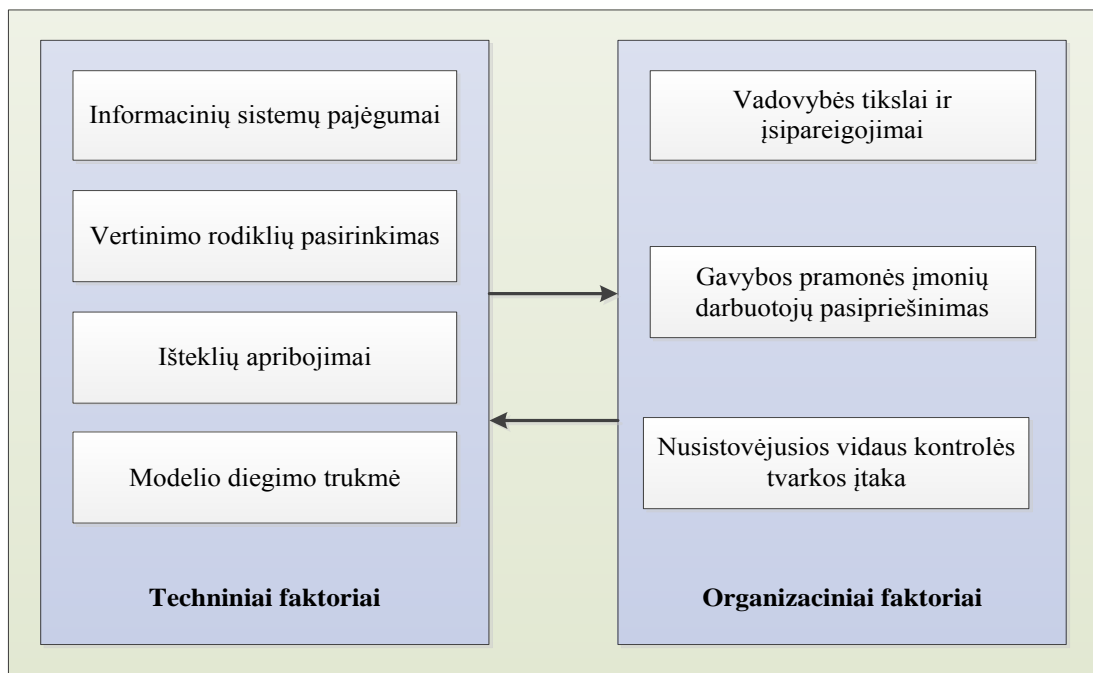 Informacinių sistemų pajėgumai
Vertinimo rodiklių pasirinkimas
Išteklių apribojimai
Modelio diegimo trukmė
Techniniai faktoriai
Vadovybės tikslai ir
įsipareigojimai
Gavybos pramonės įmonių
darbuotojų pasipriešinimas
Nusistovėjusios vidaus kontrolės
tvarkos įtaka
Organizaciniai faktoriai